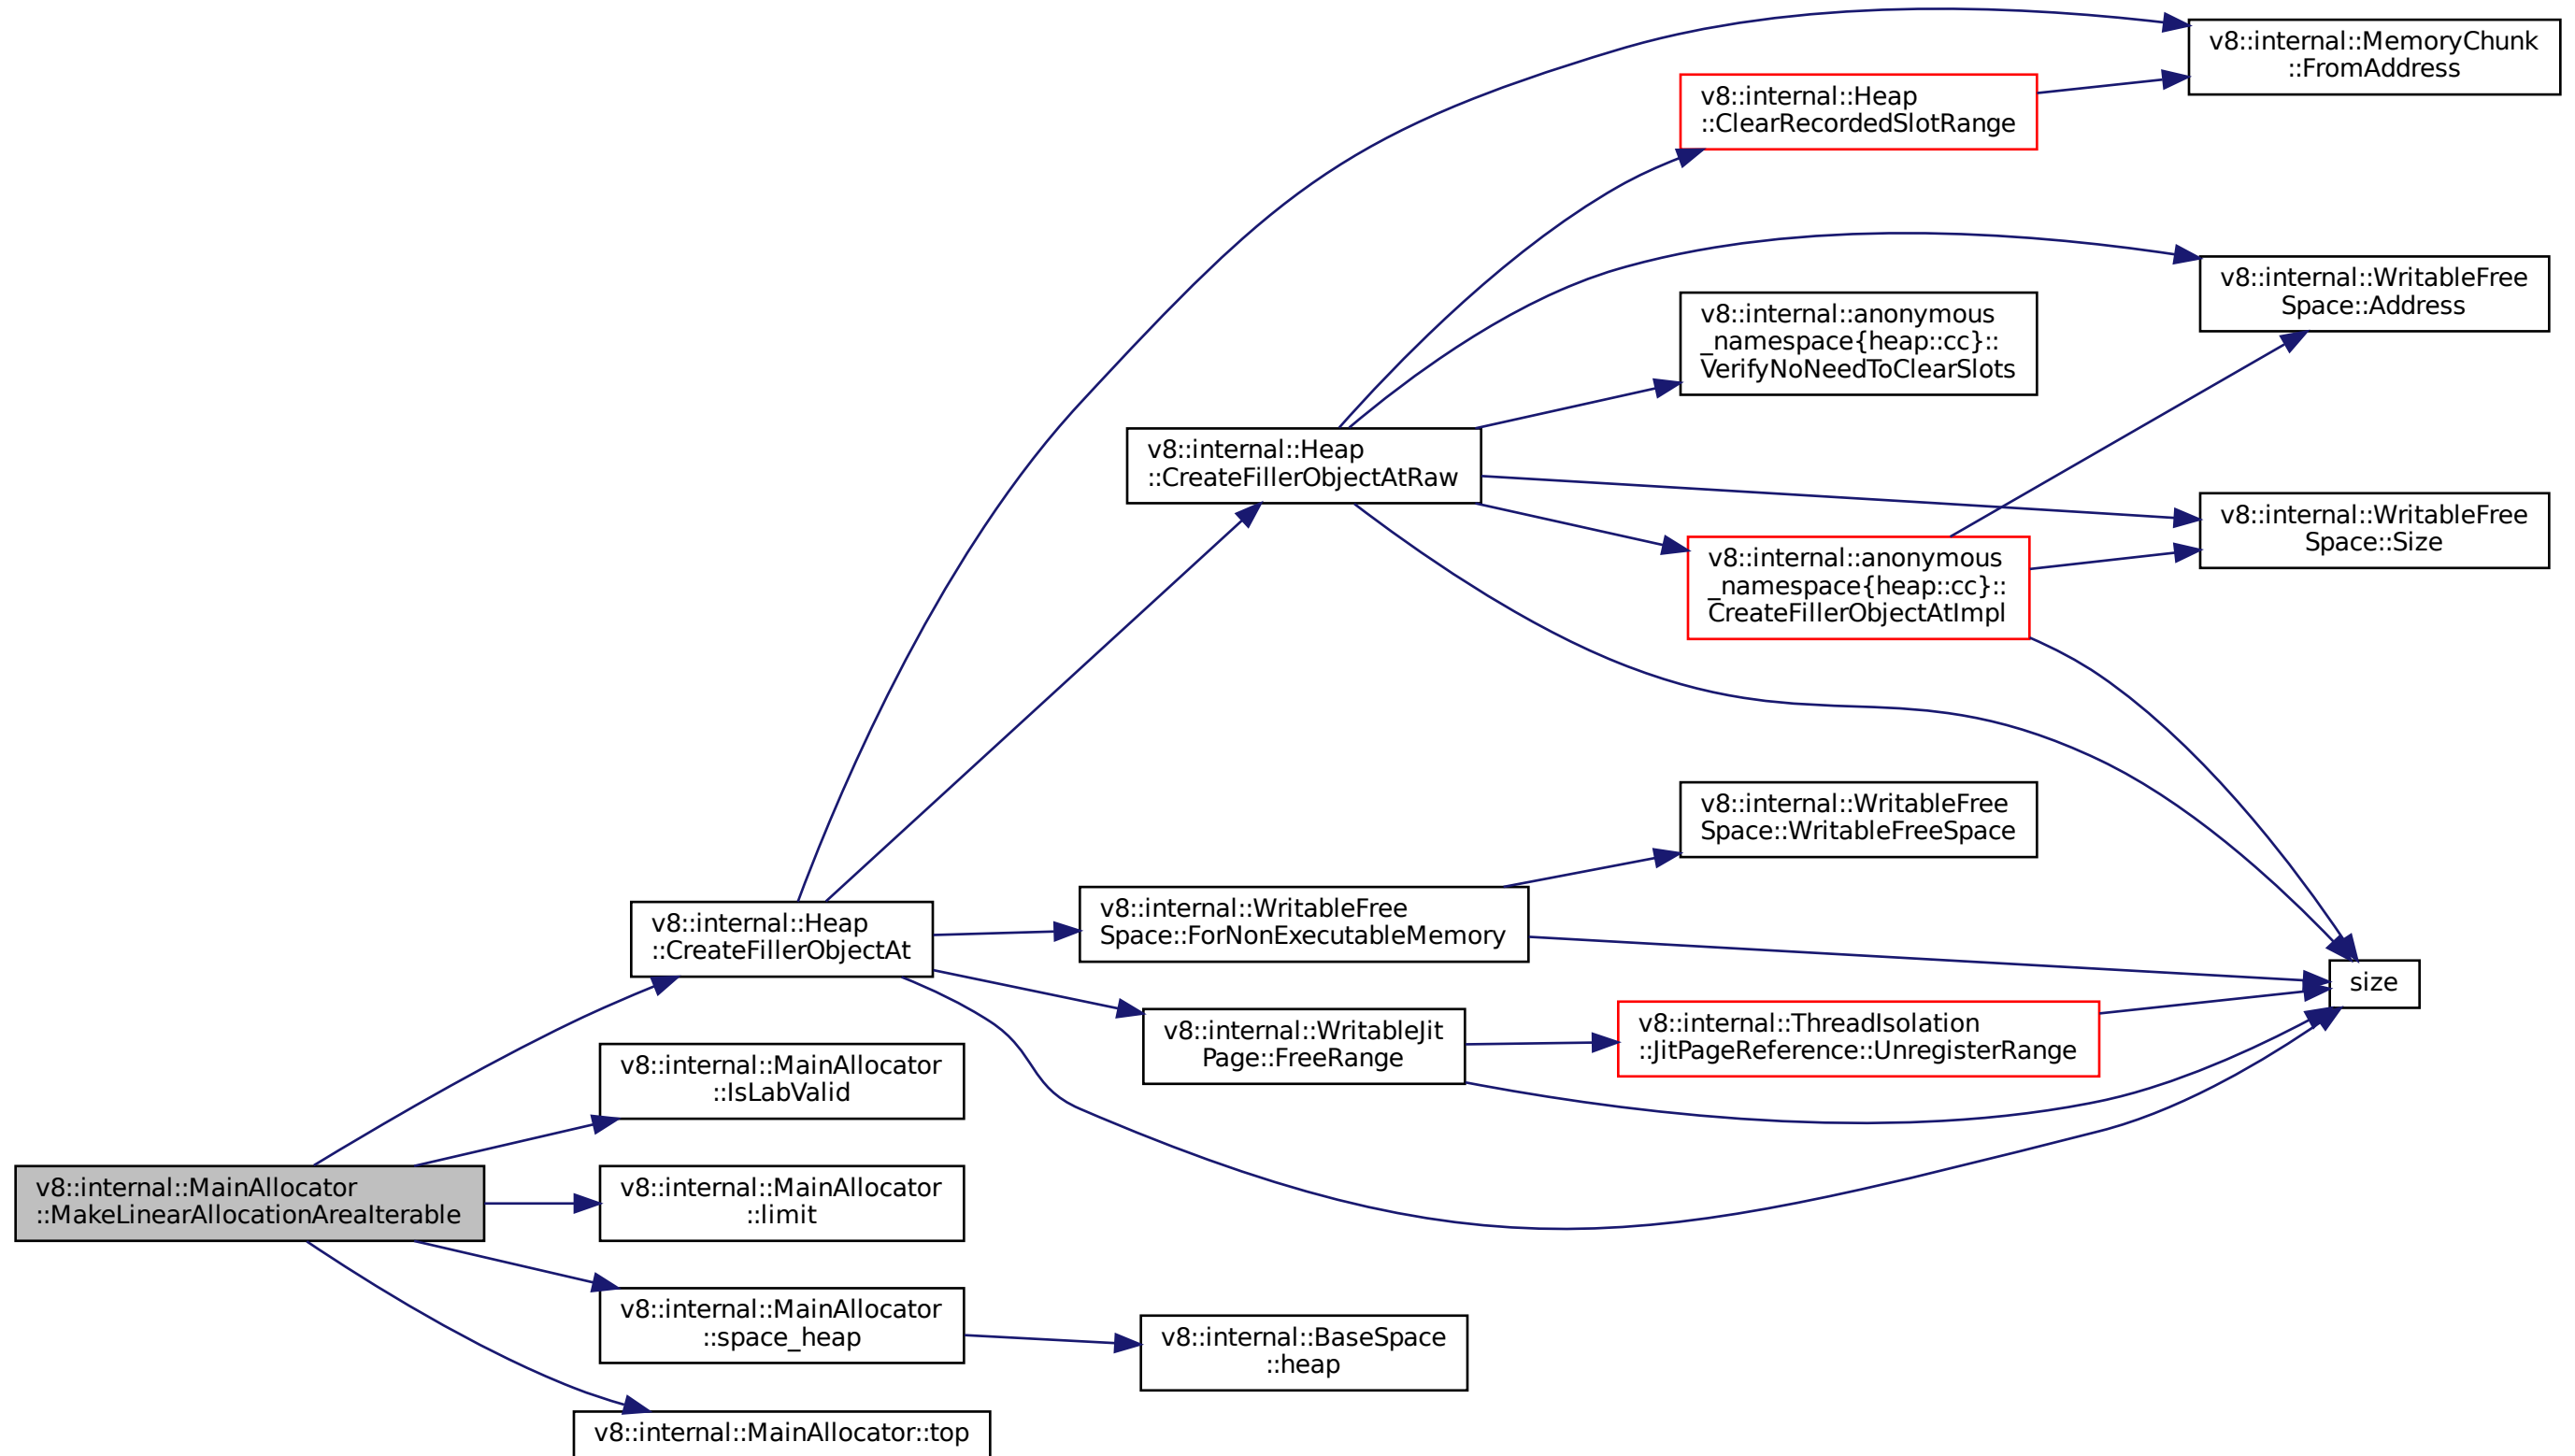 v8::internal::MemoryChunk
::FromAddress
v8::internal::Heap
::ClearRecordedSlotRange
v8::internal::WritableFree
Space::Address
v8::internal::anonymous
_namespace{heap::cc}::
VerifyNoNeedToClearSlots
v8::internal::Heap
::CreateFillerObjectAtRaw
v8::internal::WritableFree
Space::Size
v8::internal::anonymous
_namespace{heap::cc}::
CreateFillerObjectAtImpl
v8::internal::WritableFree
Space::WritableFreeSpace
v8::internal::Heap
::CreateFillerObjectAt
v8::internal::WritableFree
Space::ForNonExecutableMemory
size
v8::internal::WritableJit
Page::FreeRange
v8::internal::ThreadIsolation
::JitPageReference::UnregisterRange
v8::internal::MainAllocator
::IsLabValid
v8::internal::MainAllocator
::MakeLinearAllocationAreaIterable
v8::internal::MainAllocator
::limit
v8::internal::MainAllocator
::space_heap
v8::internal::BaseSpace
::heap
v8::internal::MainAllocator::top